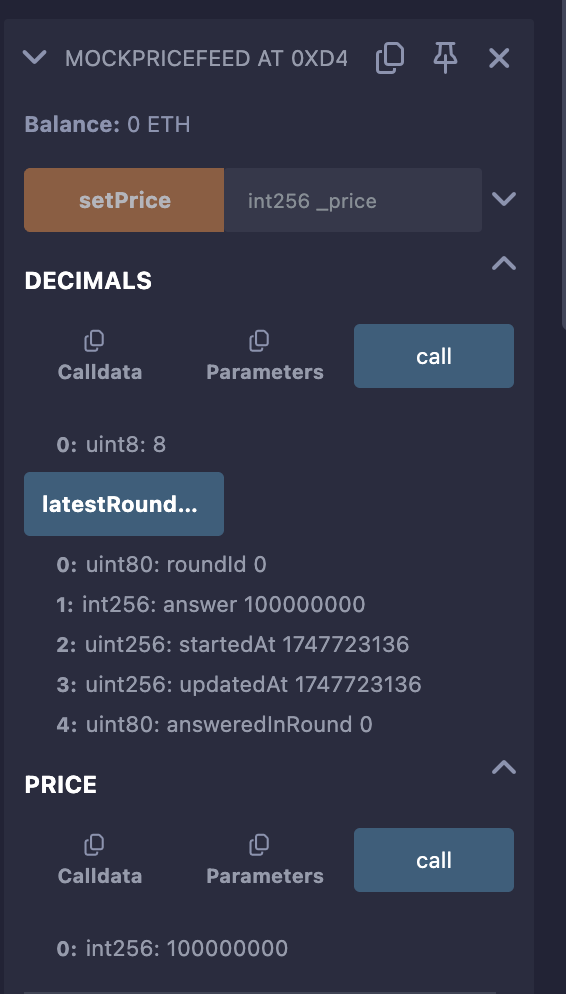 MOCKPRICEFEED AT 0XD4
Balance: 0 ETH
setPrice int256 _price
DECIMALS
Calldata Parameters call
0: uint8: 8
latestRound...
0: uint80: roundId 0
1: int256: answer 100000000
2: uint256: startedAt 1747723136
3: uint256: updatedAt 1747723136
4: uint80: answeredInRound 0
PRICE
Calldata Parameters call
0: int256: 100000000